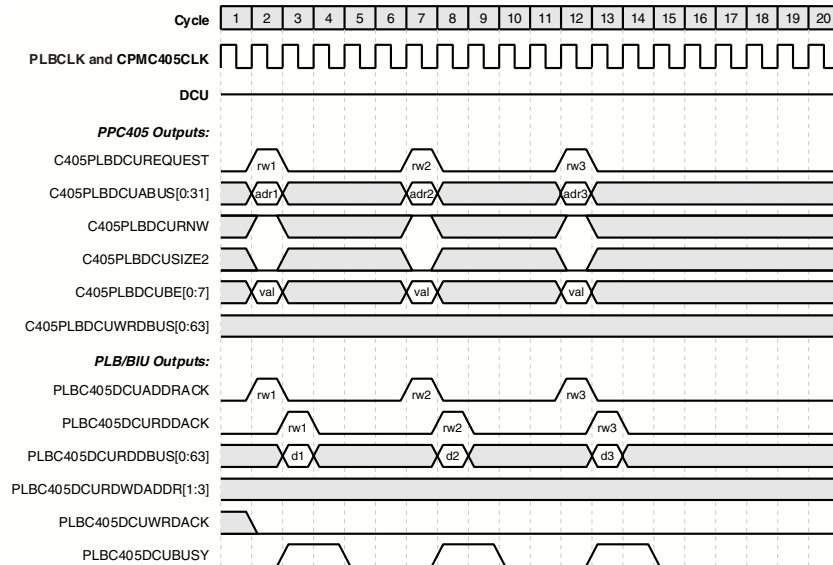 Cycle 1 2 3 4 5 6 7 8 9 10 11 12 13 14 15 16 17 18 19 20
PLBCLK and CPMC405CLK
DCU
PPC405 Outputs:
C405PLBDCUREQUEST rw1 rw2 rw3
C405PLBDCUABUS[0:31] adr1 adr2 adr3
C405PLBDCURNW
C405PLBDCUSIZE2
C405PLBDCUBE[0:7] val val val
C405PLBDCUWRDBUS[0:63]
PLB/BIU Outputs:
PLBC405DCUADDRACK rw1 rw2 rw3
PLBC405DCURDDACK rw1 rw2 rw3
PLBC405DCURDDBUS[0:63] d1 d2 d3
PLBC405DCURDWDADDR[1:3]
PLBC405DCUWRDACK
PLBC405DCUBUSY